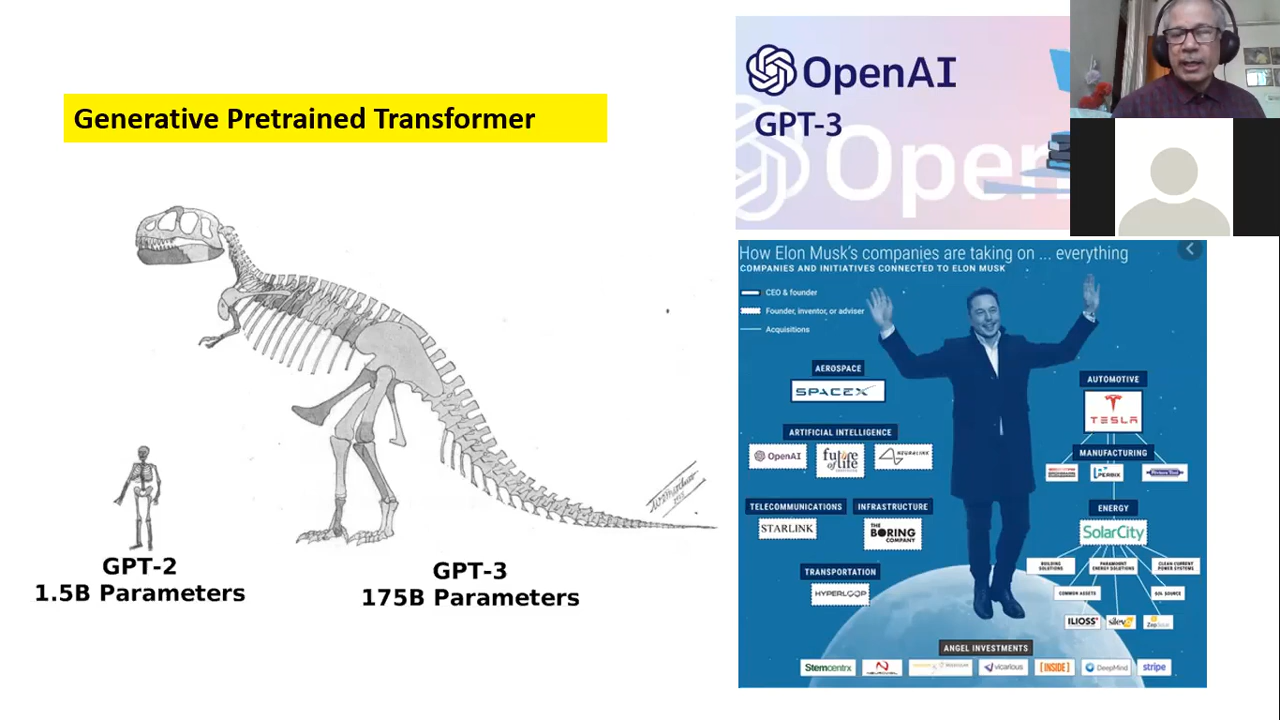 Generative Pretrained Transformer
GPT-2
1.5B Parameters
GPT-3
175B Parameters
OpenAI
GPT-3
Open
How Elon Musk's companies are taking on ... everything
COMPANIES AND INITIATIVES CONNECTED TO ELON MUSK
CEO & founder
Founder, inventor, or adviser
Acquisitions
AEROSPACE
SPACEX
ARTIFICIAL INTELLIGENCE
OpenAI
future of life
NEURALINK
TELECOMMUNICATIONS
STARLINK
INFRASTRUCTURE
THE BORING COMPANY
TRANSPORTATION
HYPERLOOP
AUTOMOTIVE
TESLA
MANUFACTURING
PERBIX
ENERGY
SolarCity
BUILDING SOLUTIONS
PARAMOUNT ENERGY SOLUTIONS
CLEAN CURRENT POWER SYSTEMS
COMMON ASSETS
SOL SOURCE
ILIOSS
silevo
Zep Solar
ANGEL INVESTMENTS
Stemcentrx
vicarious
[INSIDE]
DeepMind
stripe